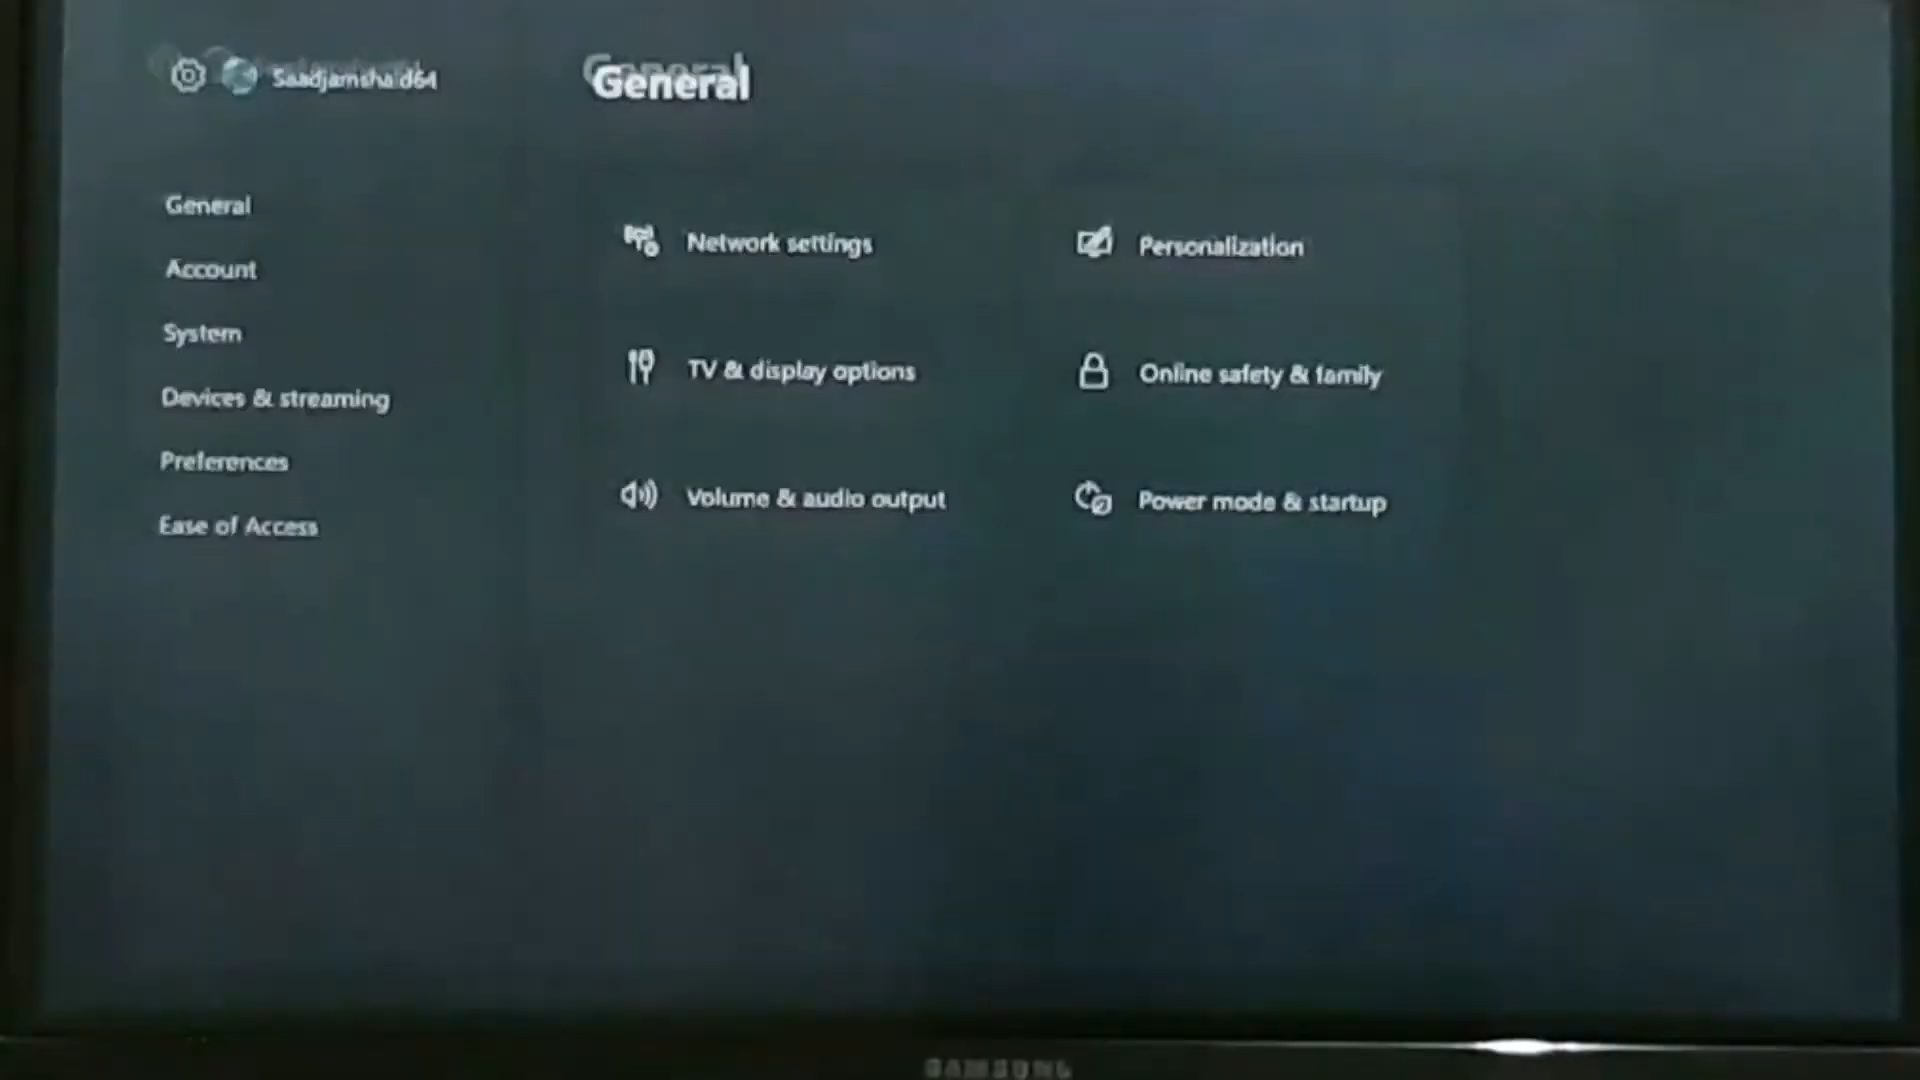 Saadjamshaid64
General
General
Account
System
Devices & streaming
Preferences
Ease of Access
Network settings
Personalization
TV & display options
Online safety & family
Volume & audio output
Power mode & startup
SAMSUNG